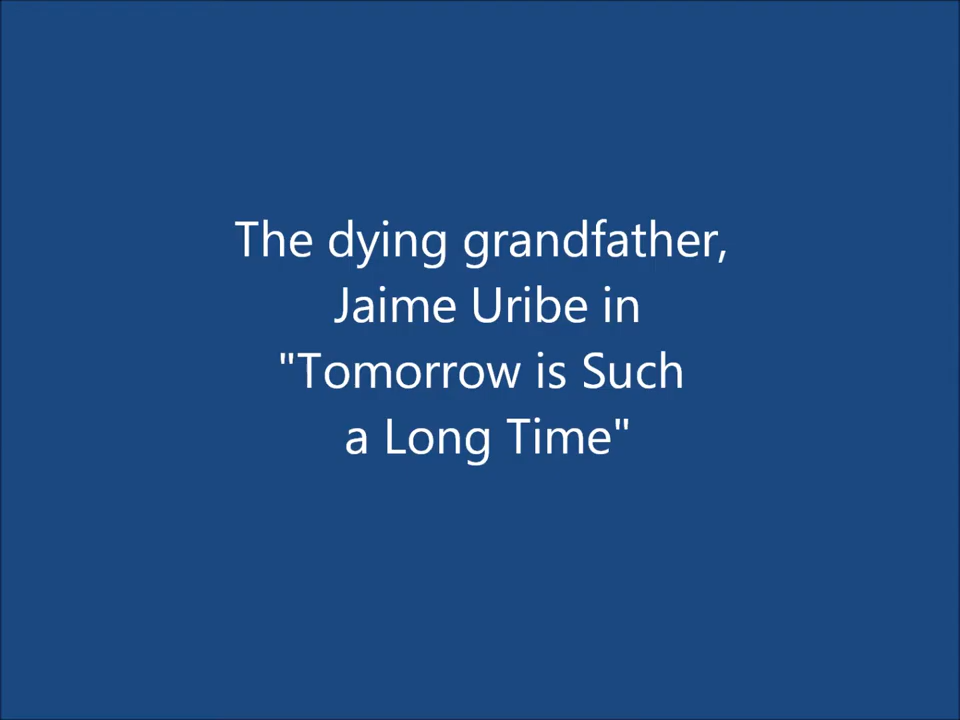 The dying grandfather,
Jaime Uribe in
"Tomorrow is Such
a Long Time"